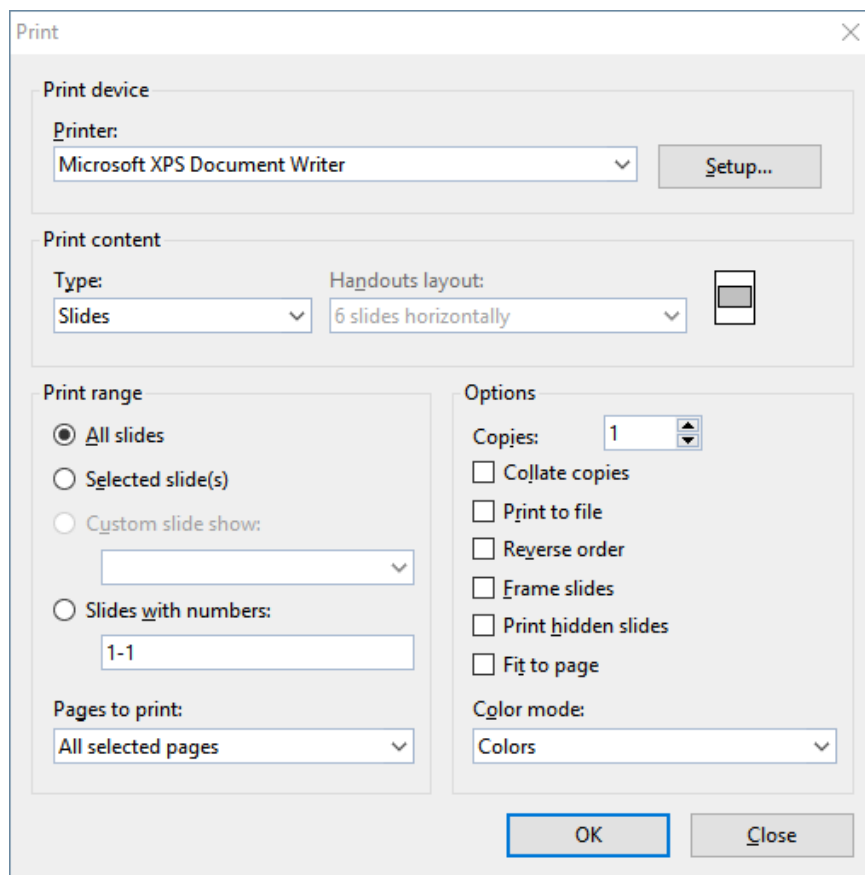 Print
Print device
Printer:
Microsoft XPS Document Writer
Setup...
Print content
Type:
Handouts layout:
Slides
6 slides horizontally
Print range
All slides
Selected slide(s)
Custom slide show:
Slides with numbers:
1-1
Pages to print:
All selected pages
Options
Copies:
1
Collate copies
Print to file
Reverse order
Frame slides
Print hidden slides
Fit to page
Color mode:
Colors
OK
Close